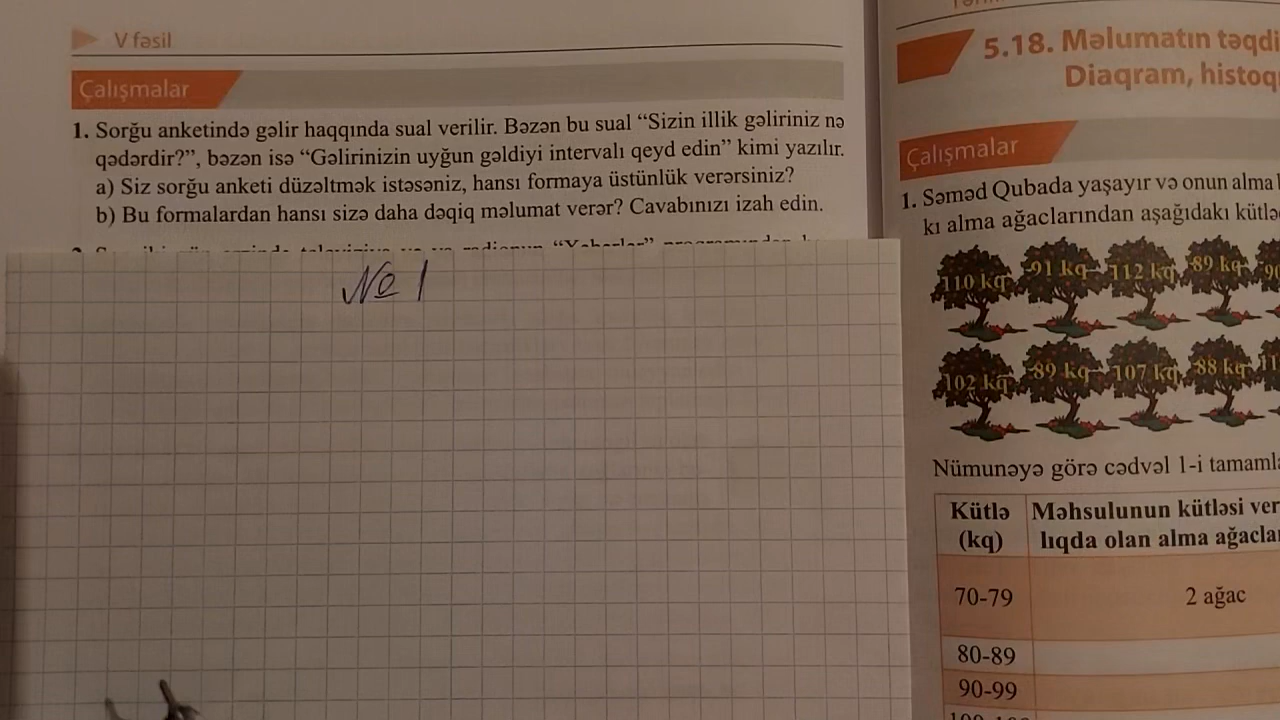 V fəsil
Çalışmalar
1. Sorğu anketində gəlir haqqında sual verilir. Bəzən bu sual “Sizin illik gəliriniz nə
qədərdir?”, bəzən isə “Gəlirinizin uyğun gəldiyi intervalı qeyd edin” kimi yazılır.
a) Siz sorğu anketi düzəltmək istəsəniz, hansı formaya üstünlük verərsiniz?
b) Bu formalardan hansı sizə daha dəqiq məlumat verər? Cavabınızı izah edin.
№ 1
5.18. Məlumatın təqdi
Diaqram, histoq
Çalışmalar
1. Səməd Qubada yaşayır və onun alma
kı alma ağaclarından aşağıdakı kütlə
110 kq 91 kq 112 kq 89 kq
102 kq 89 kq 107 kq 88 kq
Nümunəyə görə cədvəl 1-i tamamla
Kütlə (kq)
Məhsulunun kütləsi ver
lıqda olan alma ağacla
70-79 2 ağac
80-89
90-99